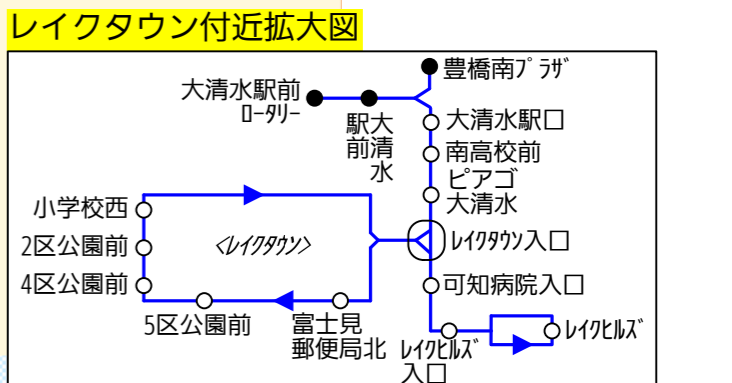 レイクタウン付近拡大図
豊橋南プラザ
大清水駅前
ロータリー
大清水
駅前
大清水駅口
南高校前
ピアゴ
大清水
小学校西
2区公園前
<レイクタウン>
レイクタウン入口
4区公園前
可知病院入口
5区公園前
富士見
郵便局北
レイクヒルズ
入口
レイクヒルズ